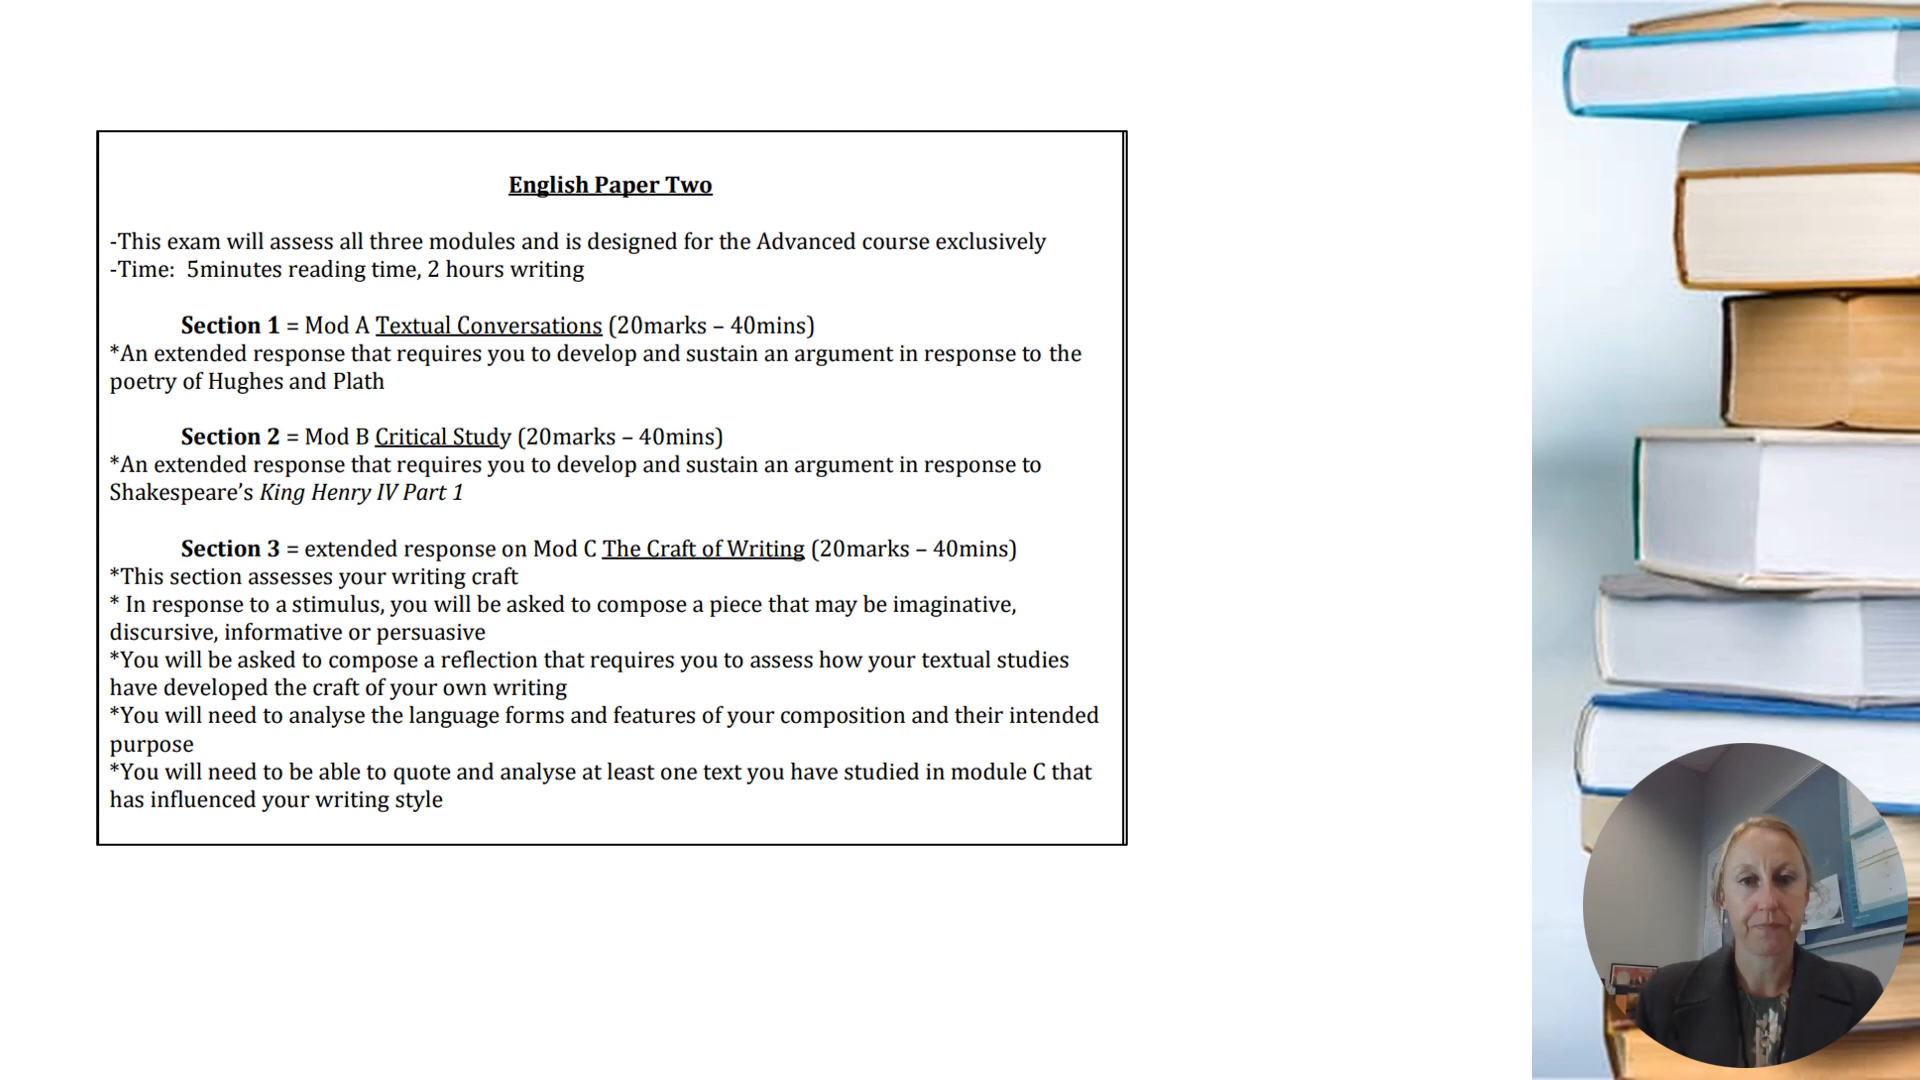 English Paper Two
-This exam will assess all three modules and is designed for the Advanced course exclusively
-Time:  5minutes reading time, 2 hours writing
Section 1 = Mod A Textual Conversations (20marks – 40mins)
*An extended response that requires you to develop and sustain an argument in response to the
poetry of Hughes and Plath
Section 2 = Mod B Critical Study (20marks – 40mins)
*An extended response that requires you to develop and sustain an argument in response to
Shakespeare’s King Henry IV Part 1
Section 3 = extended response on Mod C The Craft of Writing (20marks – 40mins)
*This section assesses your writing craft
* In response to a stimulus, you will be asked to compose a piece that may be imaginative,
discursive, informative or persuasive
*You will be asked to compose a reflection that requires you to assess how your textual studies
have developed the craft of your own writing
*You will need to analyse the language forms and features of your composition and their intended
purpose
*You will need to be able to quote and analyse at least one text you have studied in module C that
has influenced your writing style